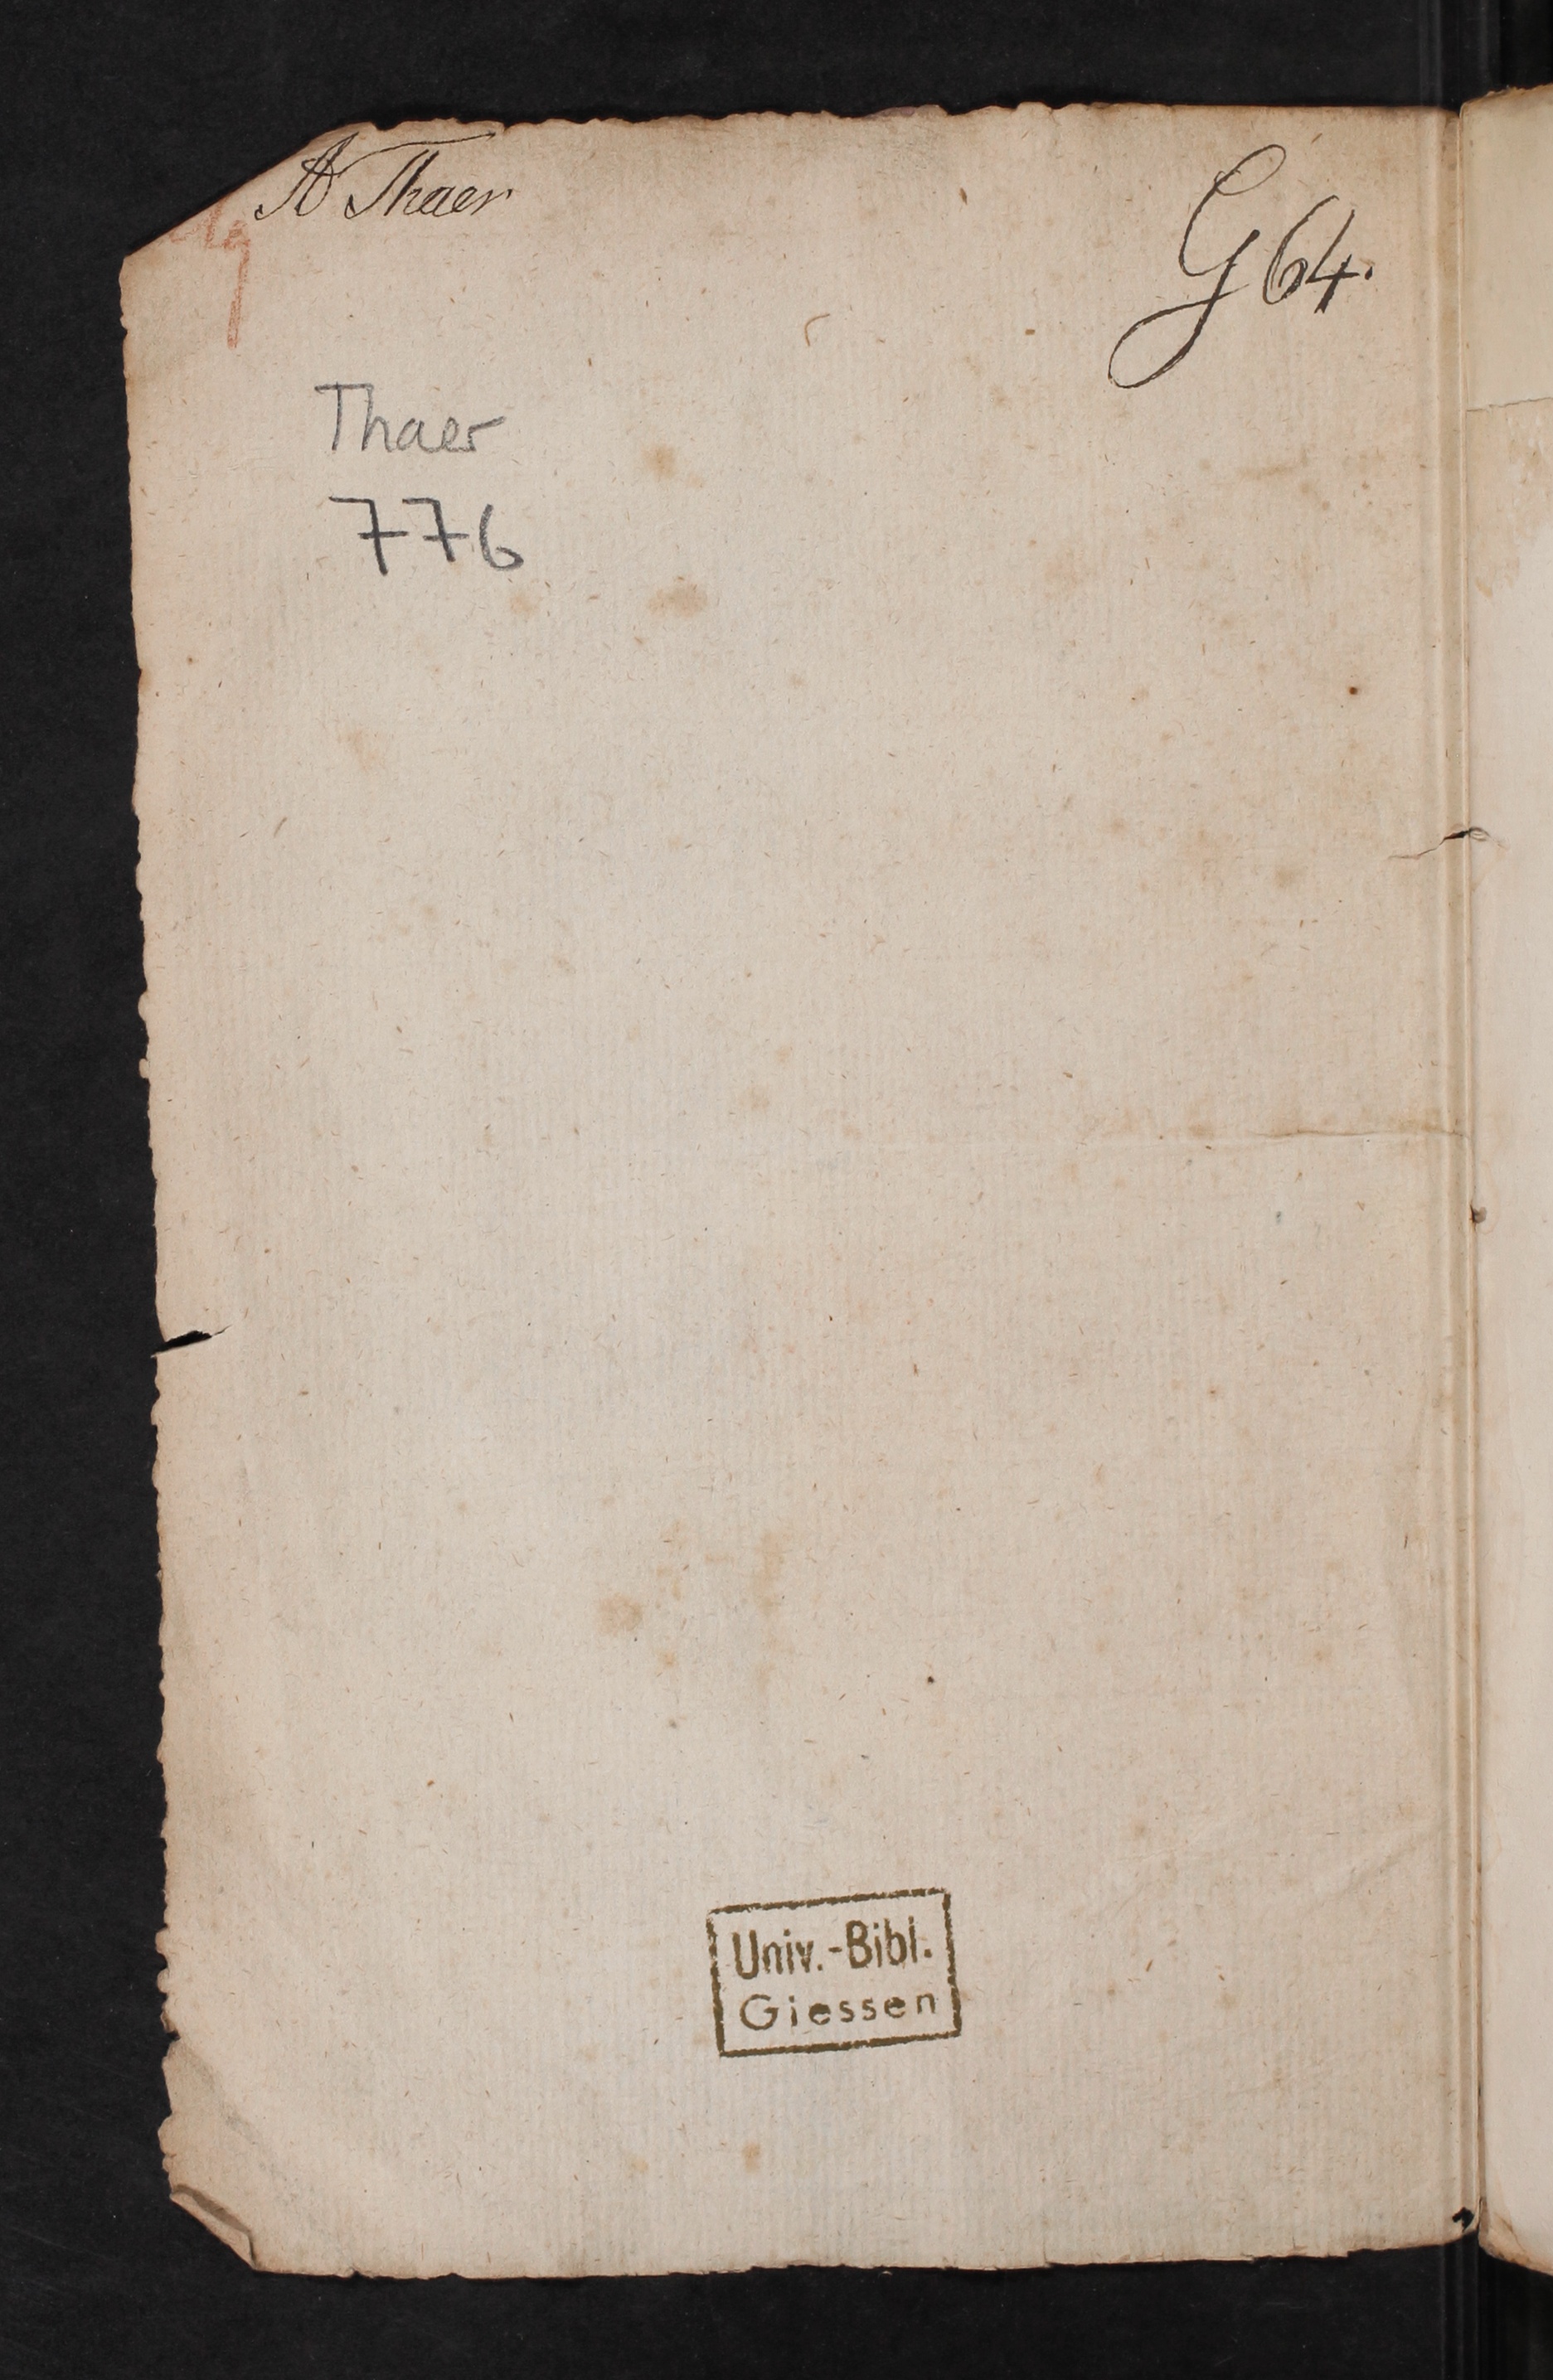 A Thaer
G 64.
Thaer
776
Univ.-Bibl.
Giessen